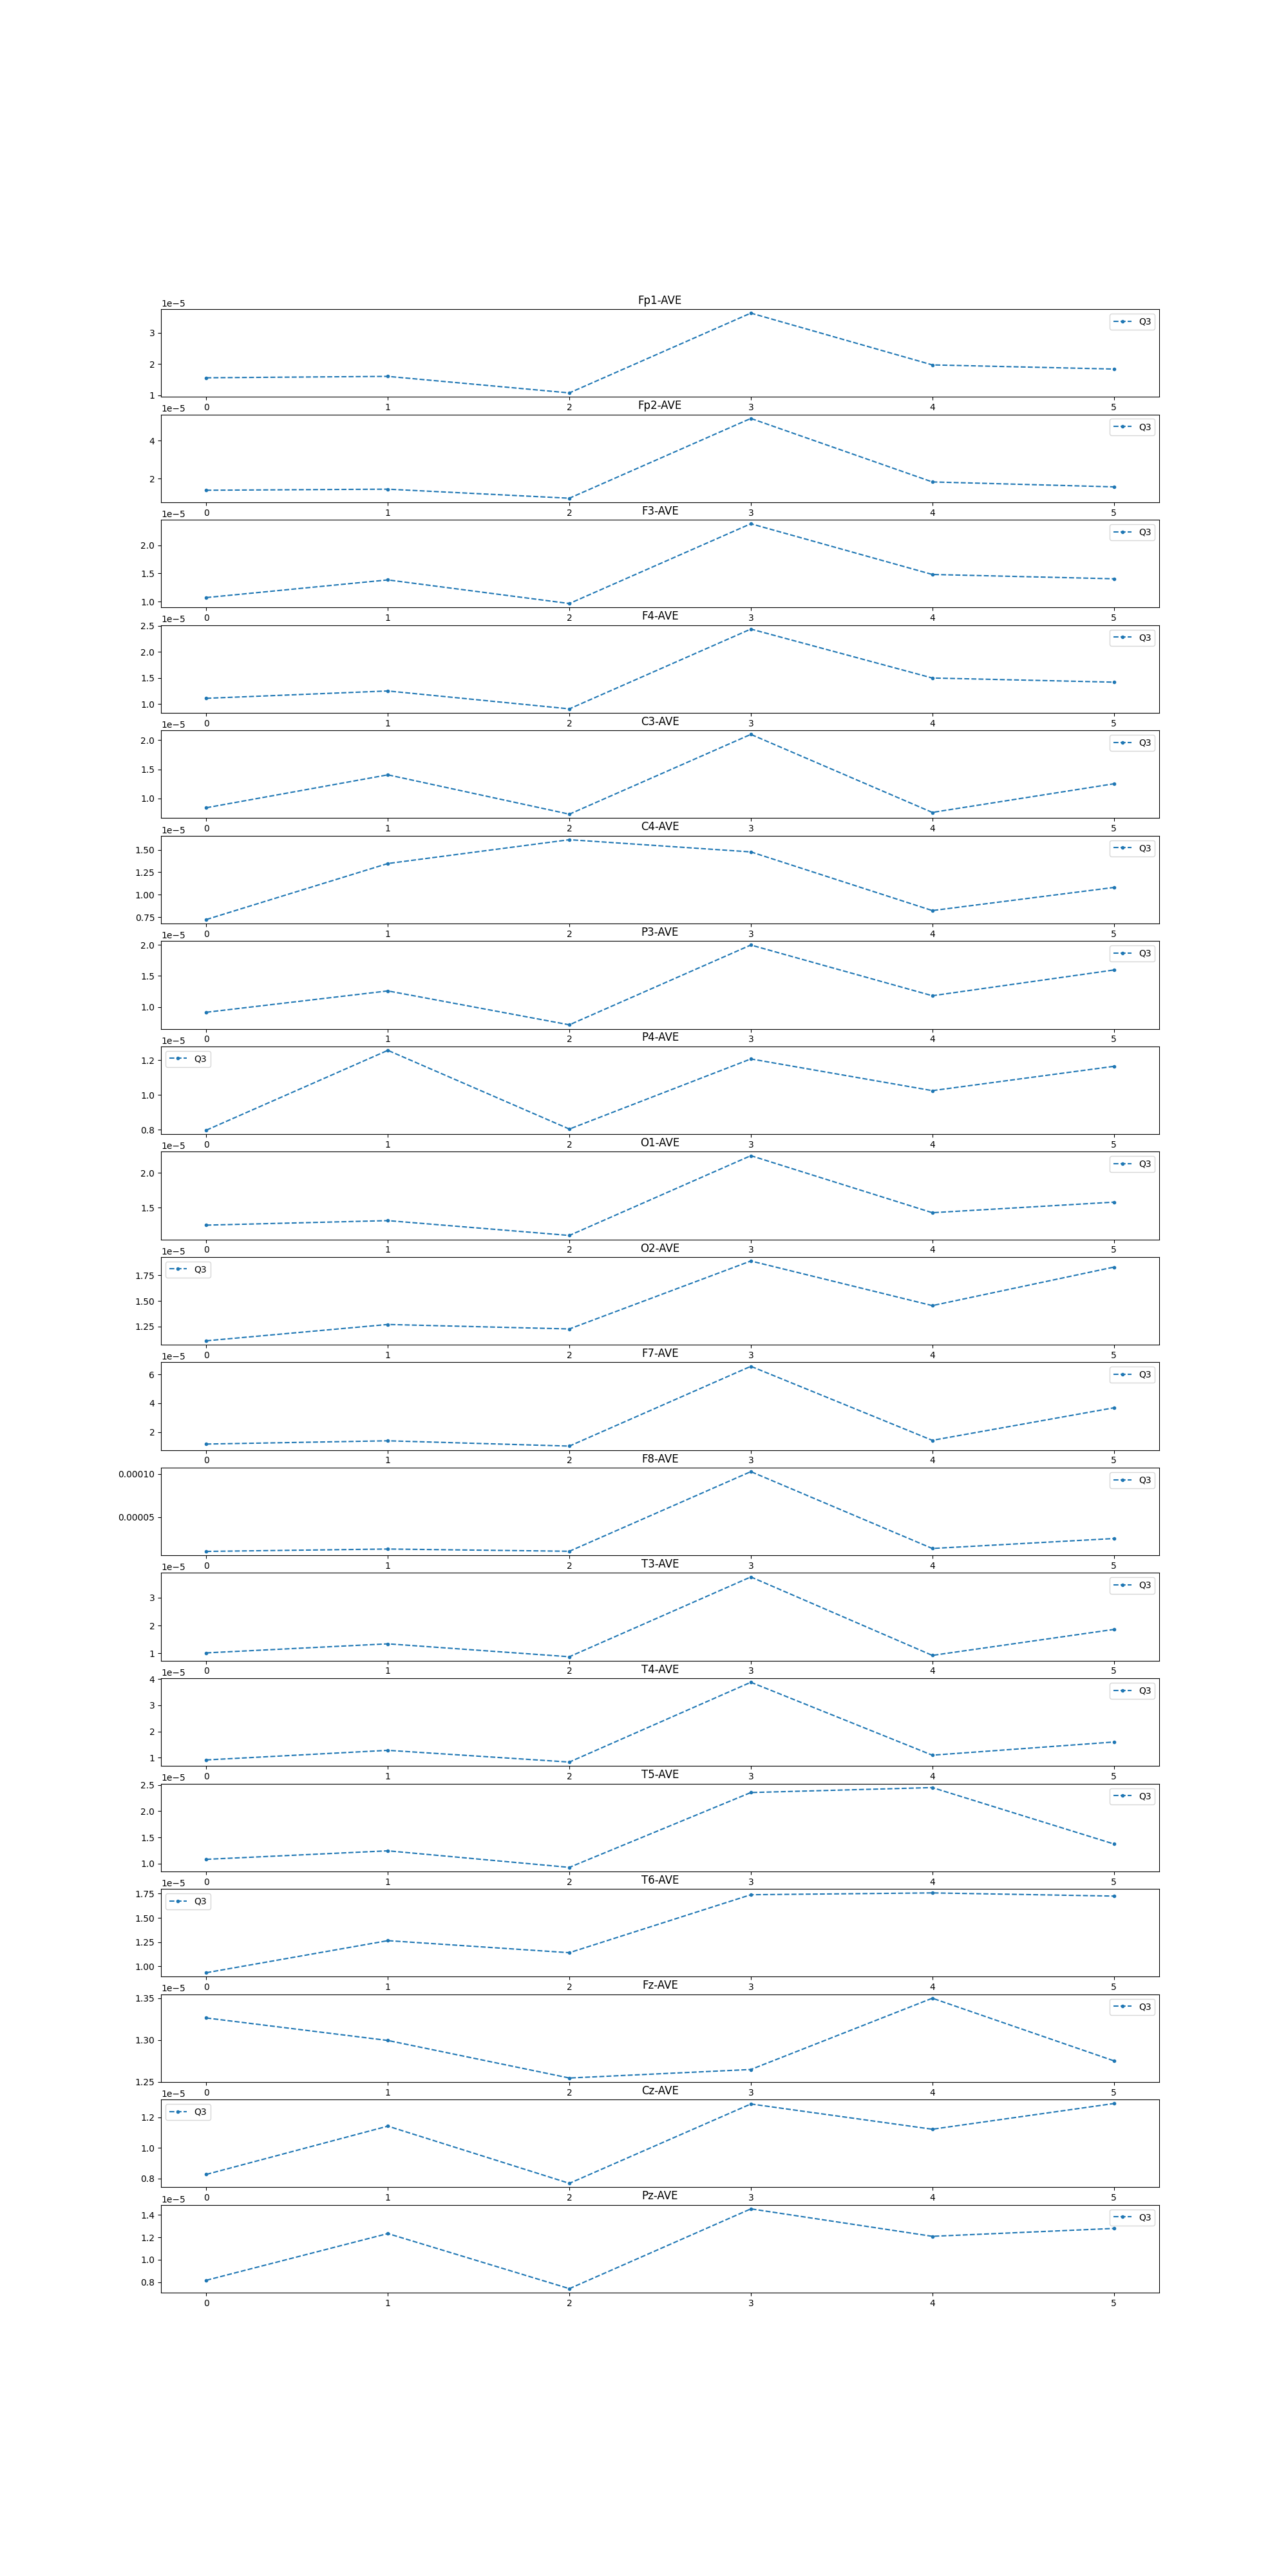 Fp1-AVE
1e−5
Q3
3
2
1
0 1 2 3 4 5
Fp2-AVE
1e−5
Q3
4
2
0 1 2 3 4 5
F3-AVE
1e−5
Q3
2.0
1.5
1.0
0 1 2 3 4 5
F4-AVE
1e−5
Q3
2.5
2.0
1.5
1.0
0 1 2 3 4 5
C3-AVE
1e−5
Q3
2.0
1.5
1.0
0 1 2 3 4 5
C4-AVE
1e−5
Q3
1.50
1.25
1.00
0.75
0 1 2 3 4 5
P3-AVE
1e−5
Q3
2.0
1.5
1.0
0 1 2 3 4 5
P4-AVE
1e−5
Q3
1.2
1.0
0.8
0 1 2 3 4 5
O1-AVE
1e−5
Q3
2.0
1.5
0 1 2 3 4 5
O2-AVE
1e−5
Q3
1.75
1.50
1.25
0 1 2 3 4 5
F7-AVE
1e−5
Q3
6
4
2
0 1 2 3 4 5
F8-AVE
Q3
0.00010
0.00005
0 1 2 3 4 5
T3-AVE
1e−5
Q3
3
2
1
0 1 2 3 4 5
T4-AVE
1e−5
Q3
4
3
2
1
0 1 2 3 4 5
T5-AVE
1e−5
Q3
2.5
2.0
1.5
1.0
0 1 2 3 4 5
T6-AVE
1e−5
Q3
1.75
1.50
1.25
1.00
0 1 2 3 4 5
Fz-AVE
1e−5
Q3
1.35
1.30
1.25
0 1 2 3 4 5
Cz-AVE
1e−5
Q3
1.2
1.0
0.8
0 1 2 3 4 5
Pz-AVE
1e−5
Q3
1.4
1.2
1.0
0.8
0 1 2 3 4 5